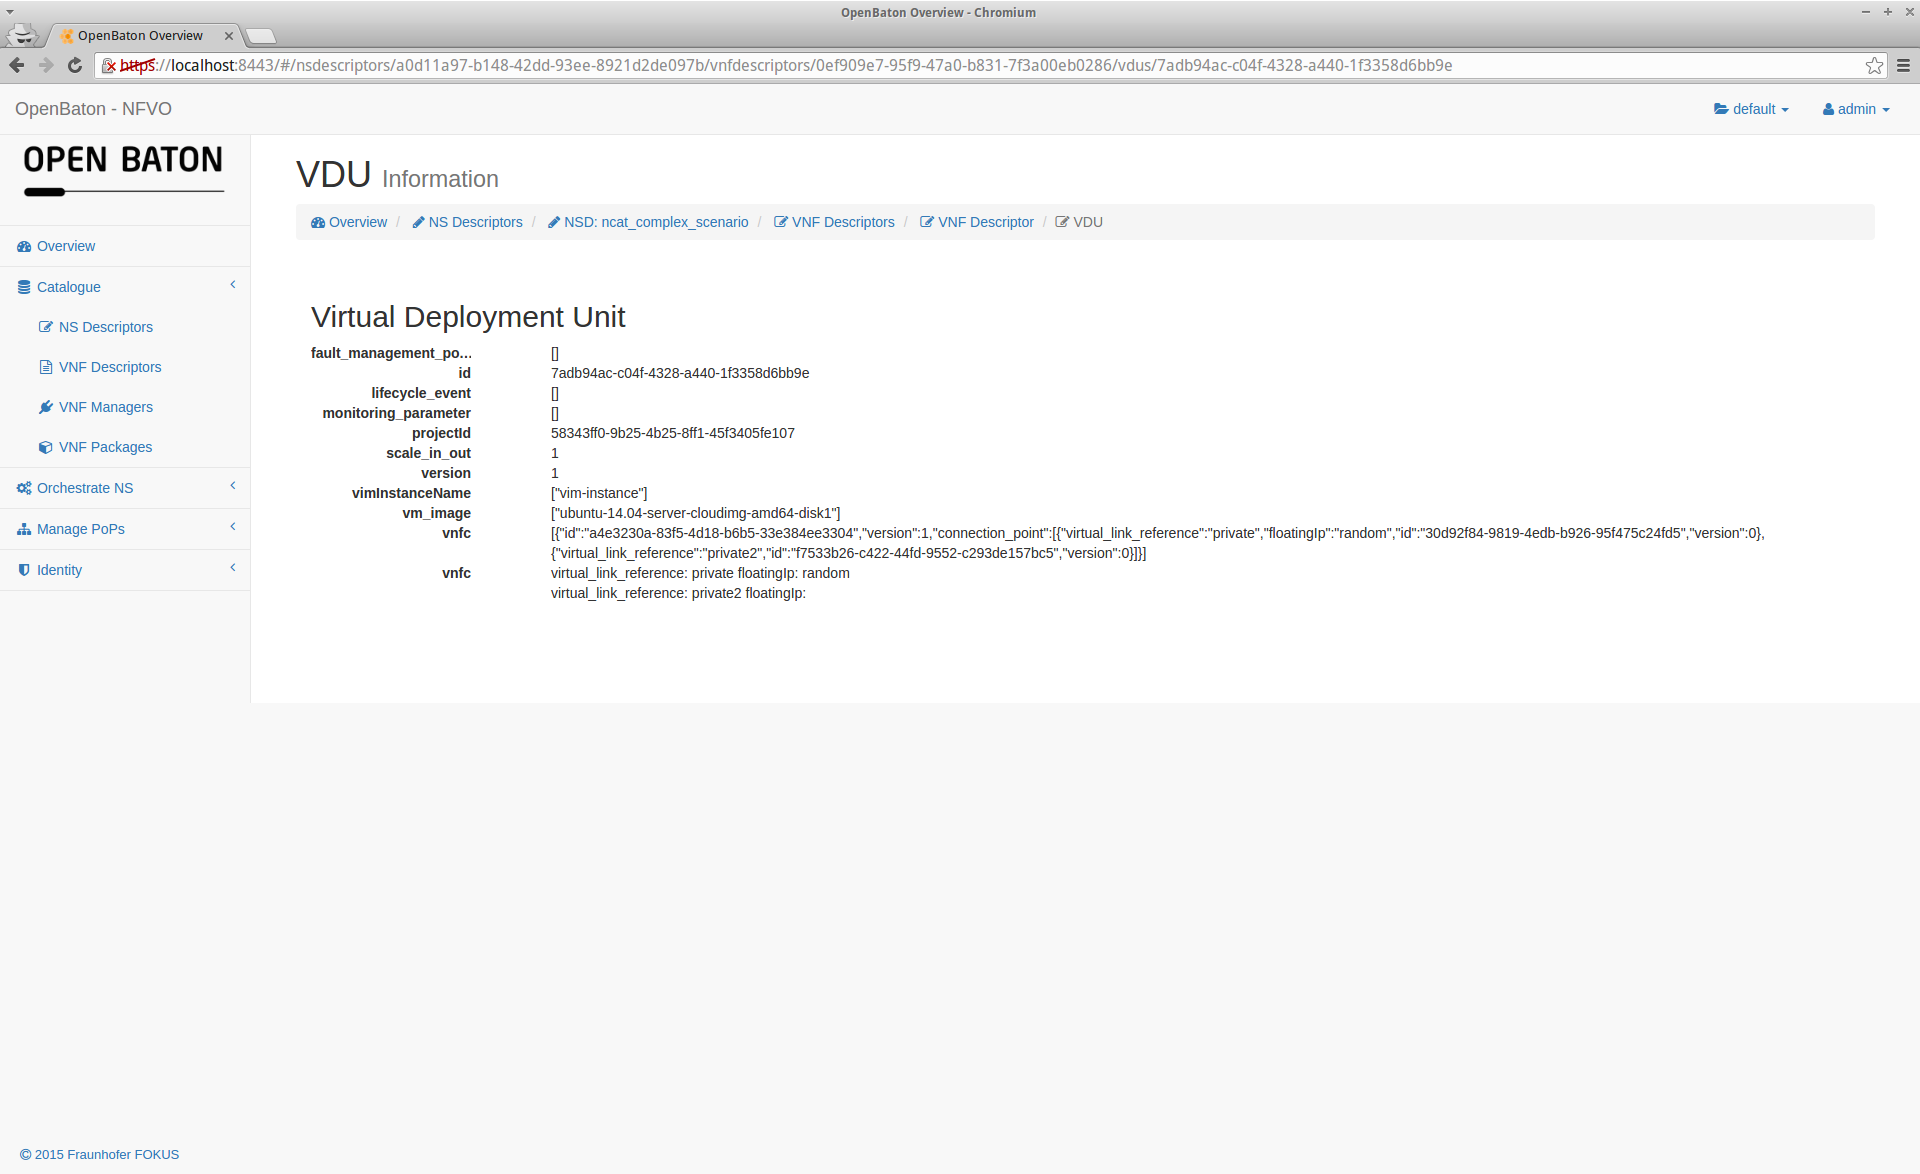 OpenBaton Overview - Chromium
OpenBaton Overview
https://localhost:8443/#/nsdescriptors/a0d11a97-b148-42dd-93ee-8921d2de097b/vnfdescriptors/0ef909e7-95f9-47a0-b831-7f3a00eb0286/vdus/7adb94ac-c04f-4328-a440-1f3358d6bb9e
OpenBaton - NFVO
default
admin
OPEN BATON
Overview
Catalogue
NS Descriptors
VNF Descriptors
VNF Managers
VNF Packages
Orchestrate NS
Manage PoPs
Identity
VDU Information
Overview / NS Descriptors / NSD: ncat_complex_scenario / VNF Descriptors / VNF Descriptor / VDU
Virtual Deployment Unit
fault_management_po... []
id 7adb94ac-c04f-4328-a440-1f3358d6bb9e
lifecycle_event []
monitoring_parameter []
projectId 58343ff0-9b25-4b25-8ff1-45f3405fe107
scale_in_out 1
version 1
vimInstanceName ["vim-instance"]
vm_image ["ubuntu-14.04-server-cloudimg-amd64-disk1"]
vnfc [{"id":"a4e3230a-83f5-4d18-b6b5-33e384ee3304","version":1,"connection_point":[{"virtual_link_reference":"private","floatingIp":"random","id":"30d92f84-9819-4edb-b926-95f475c24fd5","version":0},
{"virtual_link_reference":"private2","id":"f7533b26-c422-44fd-9552-c293de157bc5","version":0}]}]
vnfc virtual_link_reference: private floatingIp: random
virtual_link_reference: private2 floatingIp:
© 2015 Fraunhofer FOKUS